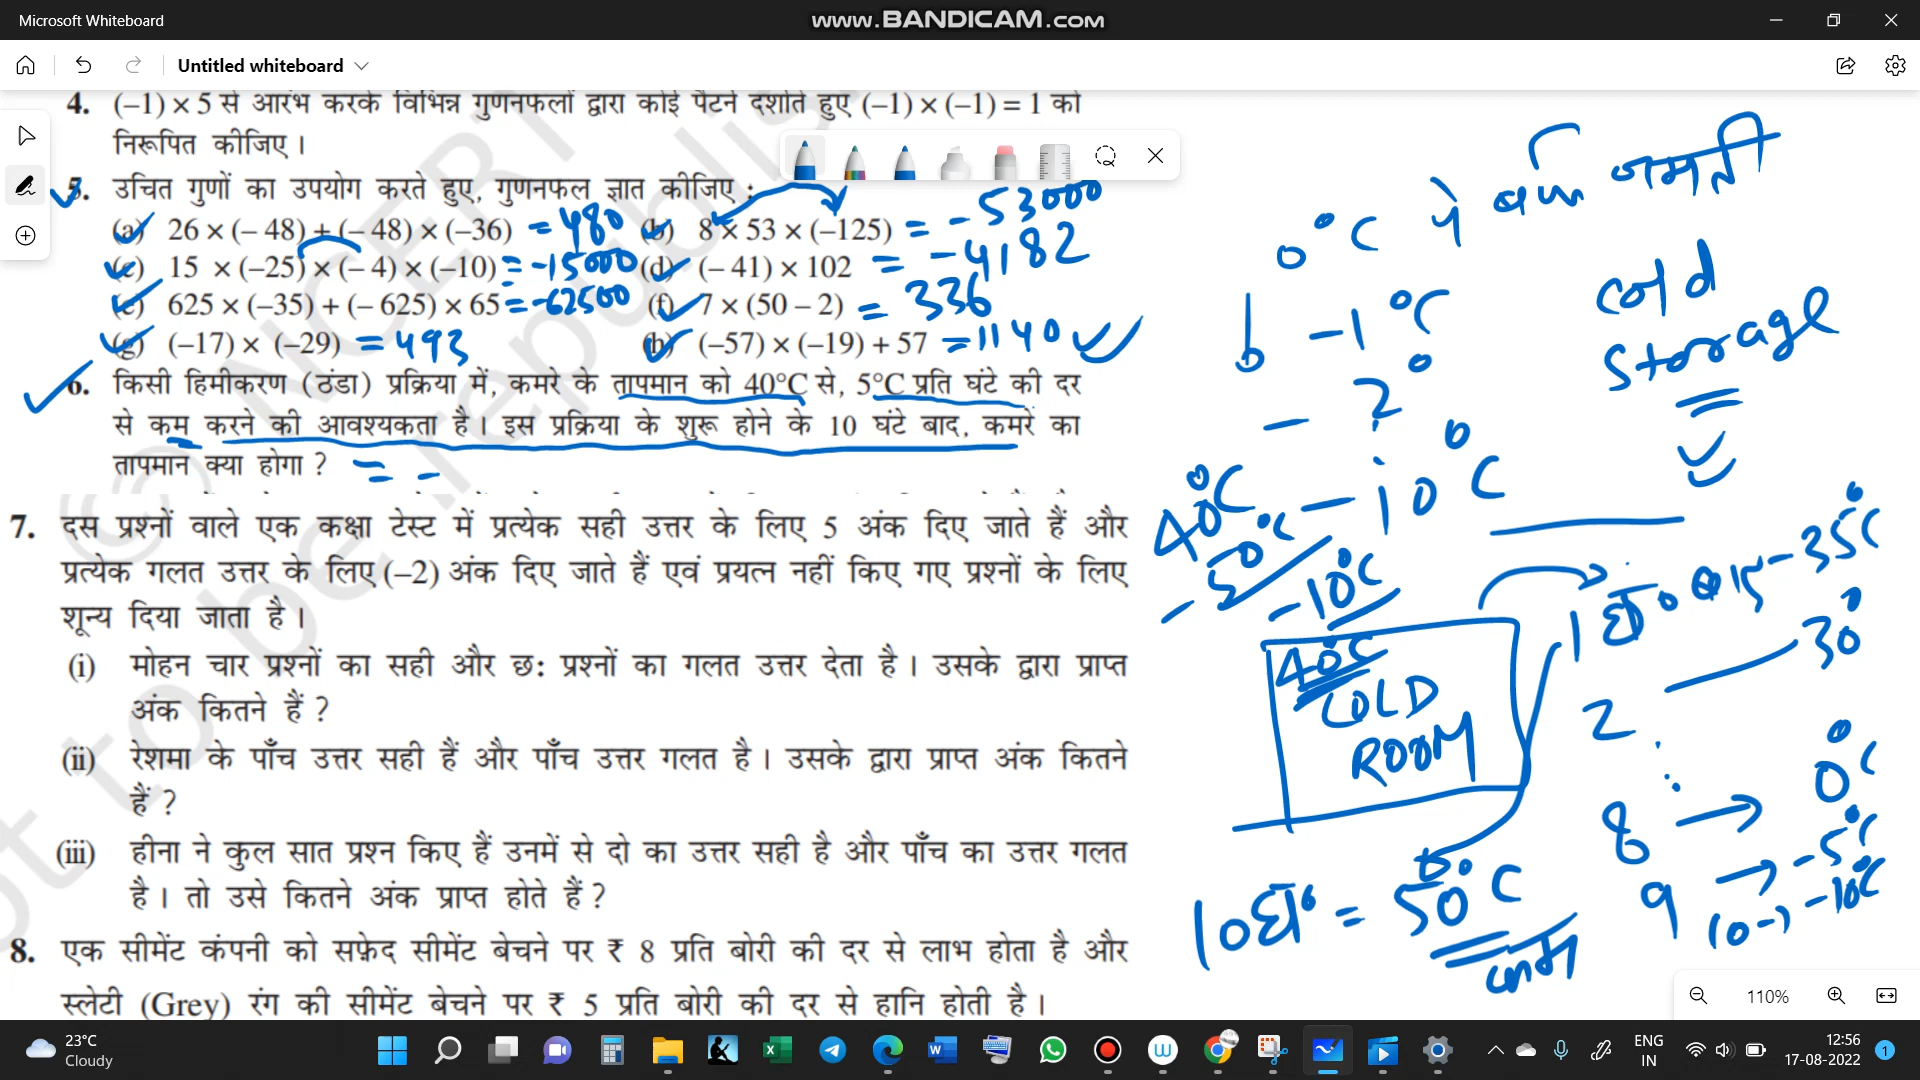 Microsoft Whiteboard
www.BANDICAM.COM
Untitled whiteboard
4. (–1) × 5 से आरंभ करके विभिन्न गुणनफलों द्वारा कोई पैटर्न दर्शाते हुए (–1) × (–1) = 1 को
निरूपित कीजिए।
5. उचित गुणों का उपयोग करते हुए, गुणनफल ज्ञात कीजिए :
(a) 26 × (– 48) + (– 48) × (–36) = 480 (b) 8 × 53 × (–125) = -53000
(c) 15 × (–25) × (– 4) × (–10) = -15000 (d) (– 41) × 102 = -4182
(e) 625 × (–35) + (– 625) × 65 = -62500 (f) 7 × (50 – 2) = 336
(g) (–17) × (–29) = 493 (h) (–57) × (–19) + 57 = 1140
6. किसी हिमीकरण (ठंडा) प्रक्रिया में, कमरे के तापमान को 40°C से, 5°C प्रति घंटे की दर
से कम करने की आवश्यकता है। इस प्रक्रिया के शुरू होने के 10 घंटे बाद, कमरें का
तापमान क्या होगा ? = -
7. दस प्रश्नों वाले एक कक्षा टेस्ट में प्रत्येक सही उत्तर के लिए 5 अंक दिए जाते हैं और
प्रत्येक गलत उत्तर के लिए (–2) अंक दिए जाते हैं एवं प्रयत्न नहीं किए गए प्रश्नों के लिए
शून्य दिया जाता है।
(i) मोहन चार प्रश्नों का सही और छ: प्रश्नों का गलत उत्तर देता है। उसके द्वारा प्राप्त
अंक कितने हैं ?
(ii) रेशमा के पाँच उत्तर सही हैं और पाँच उत्तर गलत है। उसके द्वारा प्राप्त अंक कितने
हैं ?
(iii) हीना ने कुल सात प्रश्न किए हैं उनमें से दो का उत्तर सही है और पाँच का उत्तर गलत
है। तो उसे कितने अंक प्राप्त होते हैं ?
8. एक सीमेंट कंपनी को सफ़ेद सीमेंट बेचने पर ₹ 8 प्रति बोरी की दर से लाभ होता है और
स्लेटी (Grey) रंग की सीमेंट बेचने पर ₹ 5 प्रति बोरी की दर से हानि होती है।
© NCERT
not to be republis
0°C पे बर्फ जमती
-1°C
cold
storage
- ?°
-10°C
40°C
-50°C
-10°C
40°C
COLD
ROOM
1 घं० -35°C
2 30°
8 → 0°C
9 → -5°C
10 → -10°C
10 घं० = 50°C
कम
110%
23°C
Cloudy
ENG
IN
12:56
17-08-2022
1